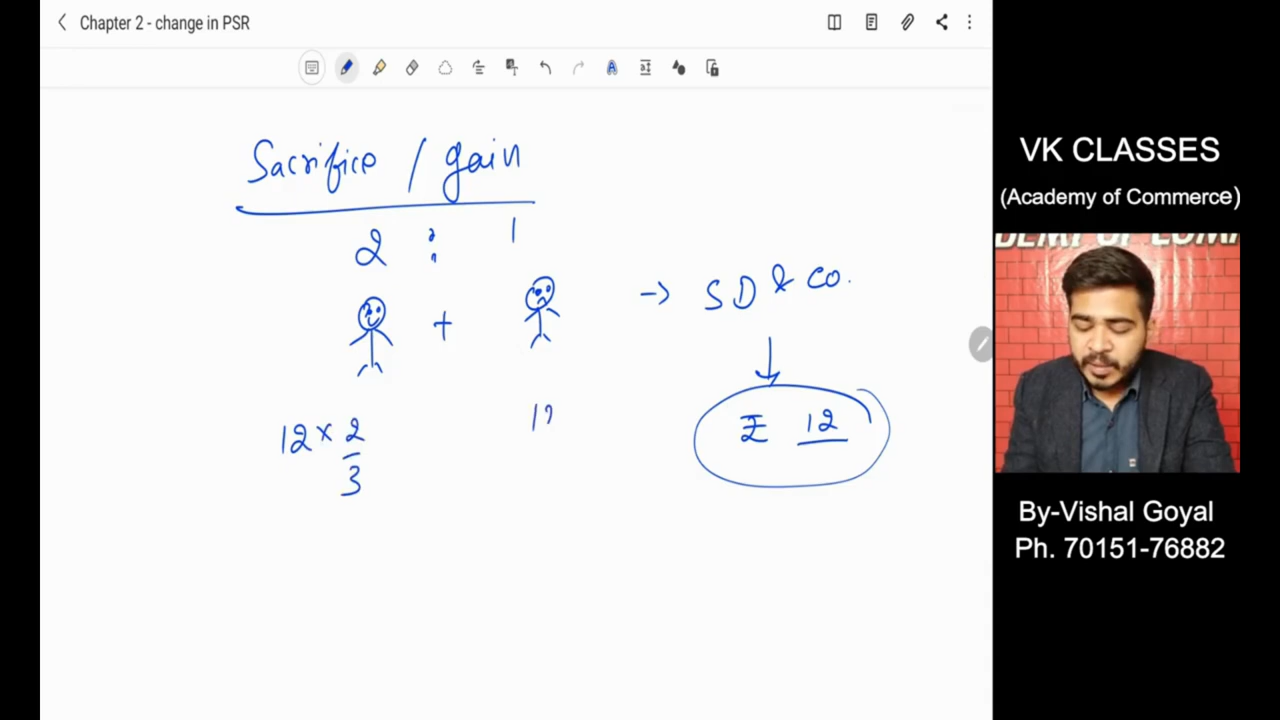 Chapter 2 - change in PSR
Sacrifice / gain
2 : 1
+
→ SD & Co.
₹ 12
12 × 2/3
VK CLASSES
(Academy of Commerce)
By-Vishal Goyal
Ph. 70151-76882